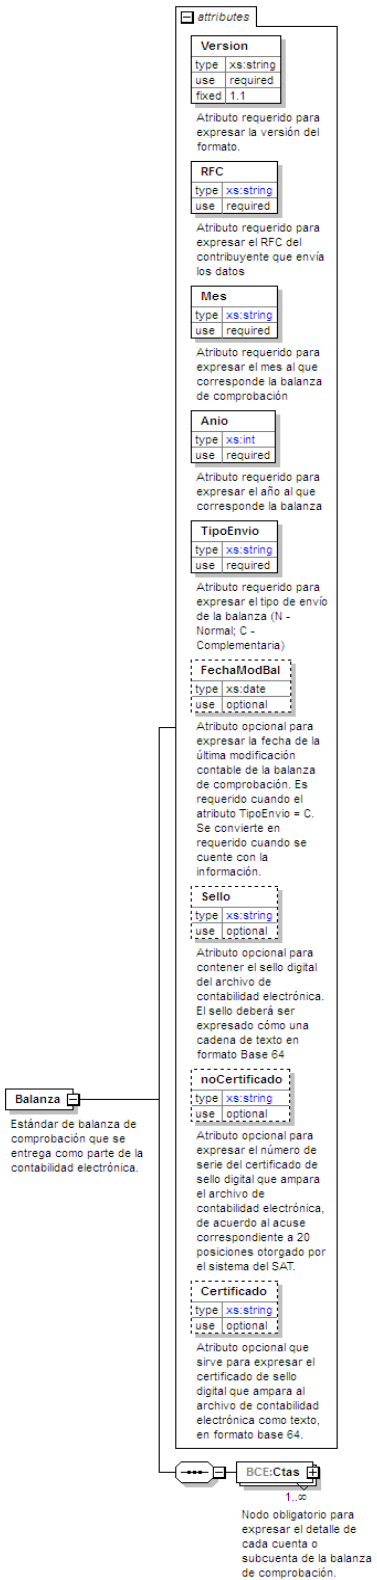 attributes
Version
type xs:string
use required
fixed 1.1
Atributo requerido para
expresar la versión del
formato.
RFC
type xs:string
use required
Atributo requerido para
expresar el RFC del
contribuyente que envía
los datos
Mes
type xs:string
use required
Atributo requerido para
expresar el mes al que
corresponde la balanza
de comprobación
Anio
type xs:int
use required
Atributo requerido para
expresar el año al que
corresponde la balanza
TipoEnvio
type xs:string
use required
Atributo requerido para
expresar el tipo de envío
de la balanza (N -
Normal; C -
Complementaria)
FechaModBal
type xs:date
use optional
Atributo opcional para
expresar la fecha de la
última modificación
contable de la balanza
de comprobación. Es
requerido cuando el
atributo TipoEnvio = C.
Se convierte en
requerido cuando se
cuente con la
información.
Sello
type xs:string
use optional
Atributo opcional para
contener el sello digital
del archivo de
contabilidad electrónica.
El sello deberá ser
expresado cómo una
cadena de texto en
formato Base 64
noCertificado
type xs:string
use optional
Atributo opcional para
expresar el número de
serie del certificado de
sello digital que ampara
el archivo de
contabilidad electrónica,
de acuerdo al acuse
correspondiente a 20
posiciones otorgado por
el sistema del SAT.
Certificado
type xs:string
use optional
Atributo opcional que
sirve para expresar el
certificado de sello
digital que ampara al
archivo de contabilidad
electrónica como texto,
en formato base 64.
Balanza
Estándar de balanza de
comprobación que se
entrega como parte de la
contabilidad electrónica.
BCE:Ctas
1..∞
Nodo obligatorio para
expresar el detalle de
cada cuenta o
subcuenta de la balanza
de comprobación.